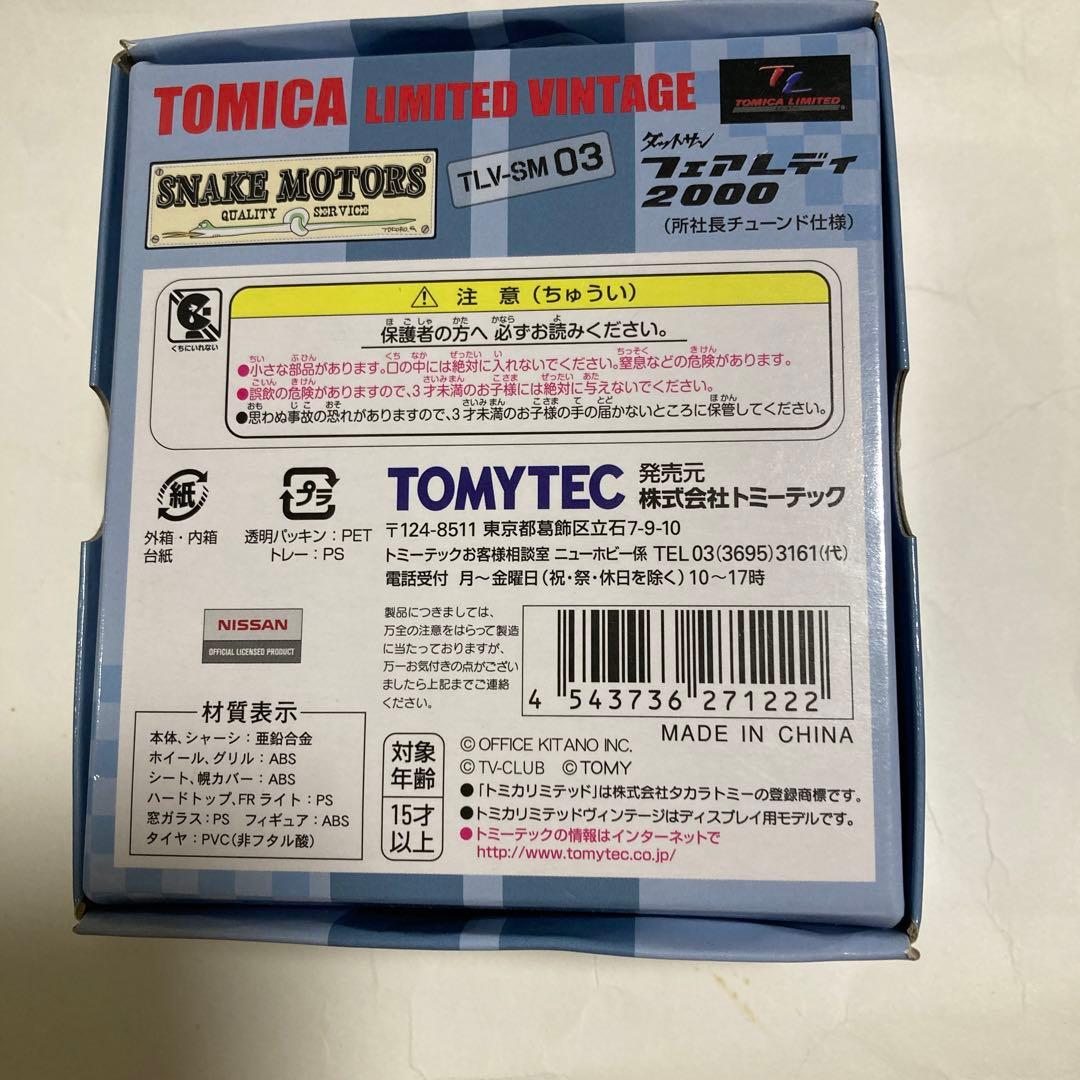 TOMICA LIMITED VINTAGE
TL
TOMICA LIMITED
SNAKE MOTORS
QUALITY SERVICE
TLV-SM 03
ダットサン
フェアレディ
2000
(所社長チューンド仕様)
くちにいれない
⚠ 注 意(ちゅうい)
保護者の方へ 必ずお読みください。
●小さな部品があります。口の中には絶対に入れないでください。窒息などの危険があります。
●誤飲の危険がありますので、3才未満のお子様には絶対に与えないでください。
●思わぬ事故の恐れがありますので、3才未満のお子様の手の届かないところに保管してください。
紙
外箱・内箱
台紙
プラ
透明パッキン:PET
トレー:PS
TOMYTEC 発売元
株式会社トミーテック
〒124-8511 東京都葛飾区立石7-9-10
トミーテックお客様相談室 ニューホビー係 TEL 03(3695)3161(代)
電話受付 月〜金曜日(祝・祭・休日を除く)10〜17時
NISSAN
OFFICIAL LICENSED PRODUCT
製品につきましては、
万全の注意をはらって製造
に当たっておりますが、
万一お気付きの点がござい
ましたら上記までご連絡
ください。
4 543736 271222
MADE IN CHINA
材質表示
本体、シャーシ:亜鉛合金
ホイール、グリル:ABS
シート、幌カバー:ABS
ハードトップ、FRライト:PS
窓ガラス:PS フィギュア:ABS
タイヤ:PVC(非フタル酸)
対象
年齢
15才
以上
© OFFICE KITANO INC.
© TV-CLUB © TOMY
●「トミカリミテッド」は株式会社タカラトミーの登録商標です。
●トミカリミテッドヴィンテージはディスプレイ用モデルです。
●トミーテックの情報はインターネットで
http://www.tomytec.co.jp/